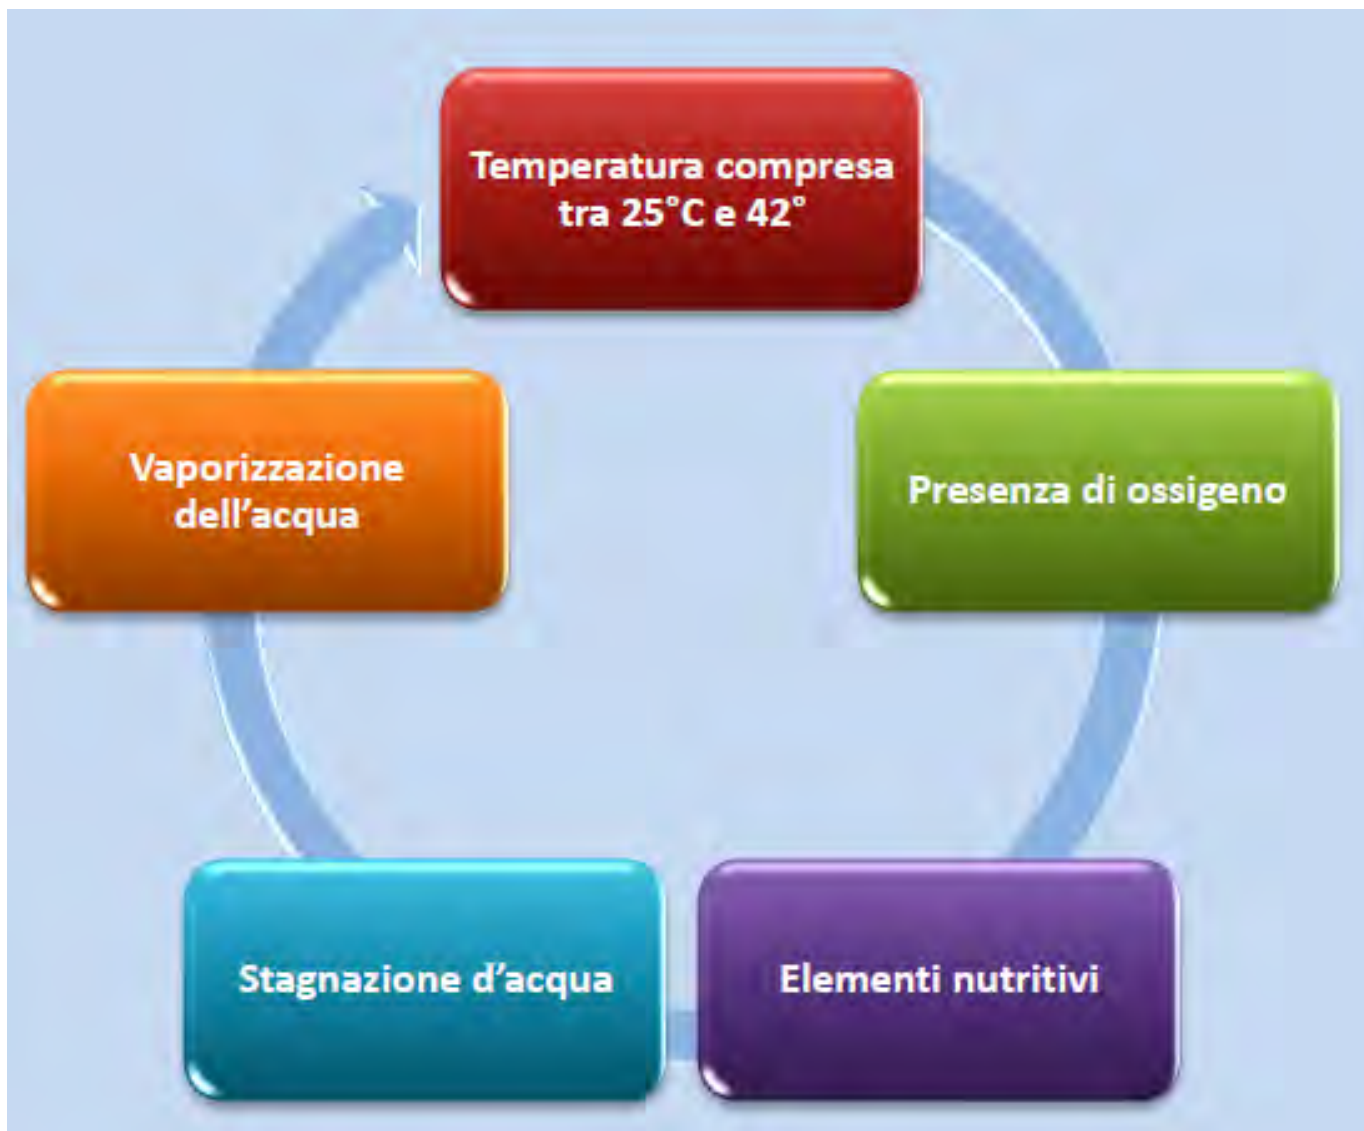 Temperatura compresa
tra 25°C e 42°
Presenza di ossigeno
Elementi nutritivi
Stagnazione d’acqua
Vaporizzazione
dell’acqua